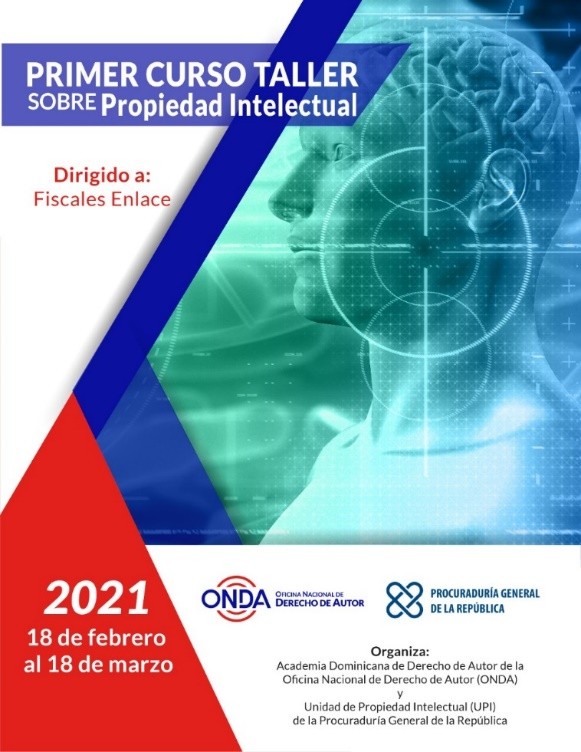 PRIMER CURSO TALLER
SOBRE Propiedad Intelectual
Dirigido a:
Fiscales Enlace
2021
18 de febrero
al 18 de marzo
ONDA OFICINA NACIONAL DE
DERECHO DE AUTOR
PROCURADURÍA GENERAL
DE LA REPÚBLICA
Organiza:
Academia Dominicana de Derecho de Autor de la
Oficina Nacional de Derecho de Autor (ONDA)
y
Unidad de Propiedad Intelectual (UPI)
de la Procuraduría General de la República